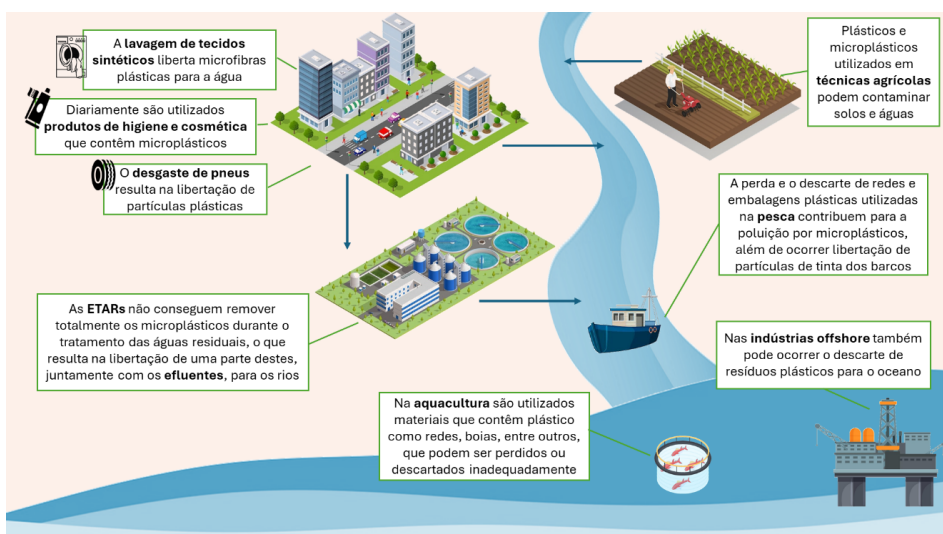 A lavagem de tecidos
sintéticos liberta microfibras
plásticas para a água
Diariamente são utilizados
produtos de higiene e cosmética
que contêm microplásticos
O desgaste de pneus
resulta na libertação de
partículas plásticas
Plásticos e
microplásticos
utilizados em
técnicas agrícolas
podem contaminar
solos e águas
A perda e o descarte de redes e
embalagens plásticas utilizadas
na pesca contribuem para a
poluição por microplásticos,
além de ocorrer libertação de
partículas de tinta dos barcos
As ETARs não conseguem remover
totalmente os microplásticos durante o
tratamento das águas residuais, o que
resulta na libertação de uma parte destes,
juntamente com os efluentes, para os rios
Nas indústrias offshore também
pode ocorrer o descarte de
resíduos plásticos para o oceano
Na aquacultura são utilizados
materiais que contêm plástico
como redes, boias, entre outros,
que podem ser perdidos ou
descartados inadequadamente